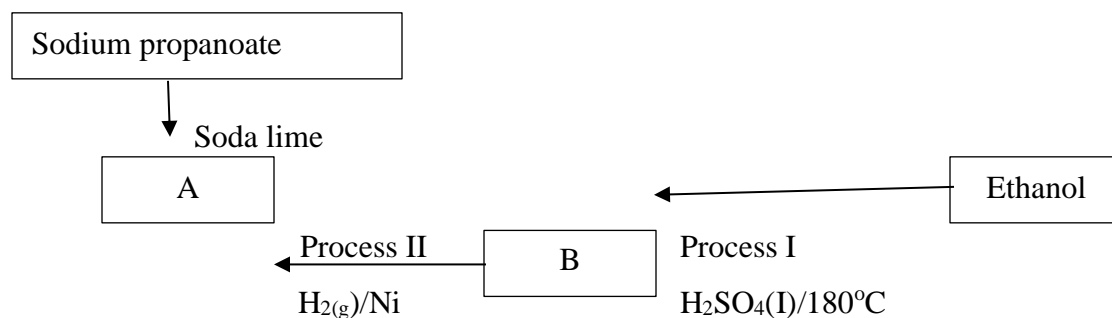 Sodium propanoate
Soda lime
A
Ethanol
Process II
B
Process I
H₂₍g₎/Ni
H₂SO₄(I)/180°C